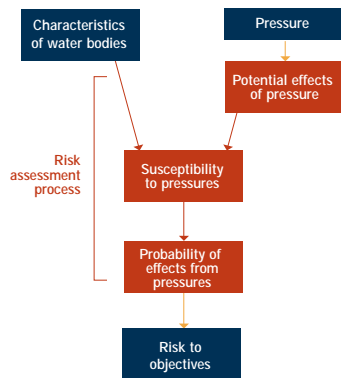 Characteristics
of water bodies
Pressure
Potential effects
of pressure
Risk
assessment
process
Susceptibility
to pressures
Probability of
effects from
pressures
Risk to
objectives